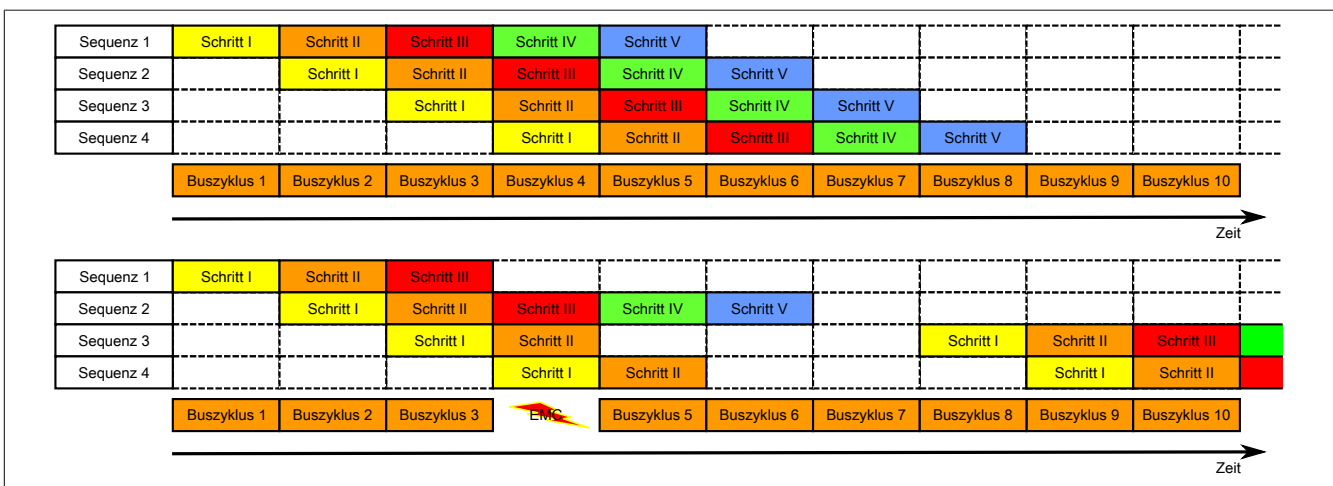 Sequenz 1 Schritt I Schritt II Schritt III Schritt IV Schritt V
Sequenz 2 Schritt I Schritt II Schritt III Schritt IV Schritt V
Sequenz 3 Schritt I Schritt II Schritt III Schritt IV Schritt V
Sequenz 4 Schritt I Schritt II Schritt III Schritt IV Schritt V
Buszyklus 1 Buszyklus 2 Buszyklus 3 Buszyklus 4 Buszyklus 5 Buszyklus 6 Buszyklus 7 Buszyklus 8 Buszyklus 9 Buszyklus 10
Zeit
Sequenz 1 Schritt I Schritt II Schritt III
Sequenz 2 Schritt I Schritt II Schritt III Schritt IV Schritt V
Sequenz 3 Schritt I Schritt II Schritt I Schritt II Schritt III
Sequenz 4 Schritt I Schritt II Schritt I Schritt II
Buszyklus 1 Buszyklus 2 Buszyklus 3 EMC Buszyklus 5 Buszyklus 6 Buszyklus 7 Buszyklus 8 Buszyklus 9 Buszyklus 10
Zeit